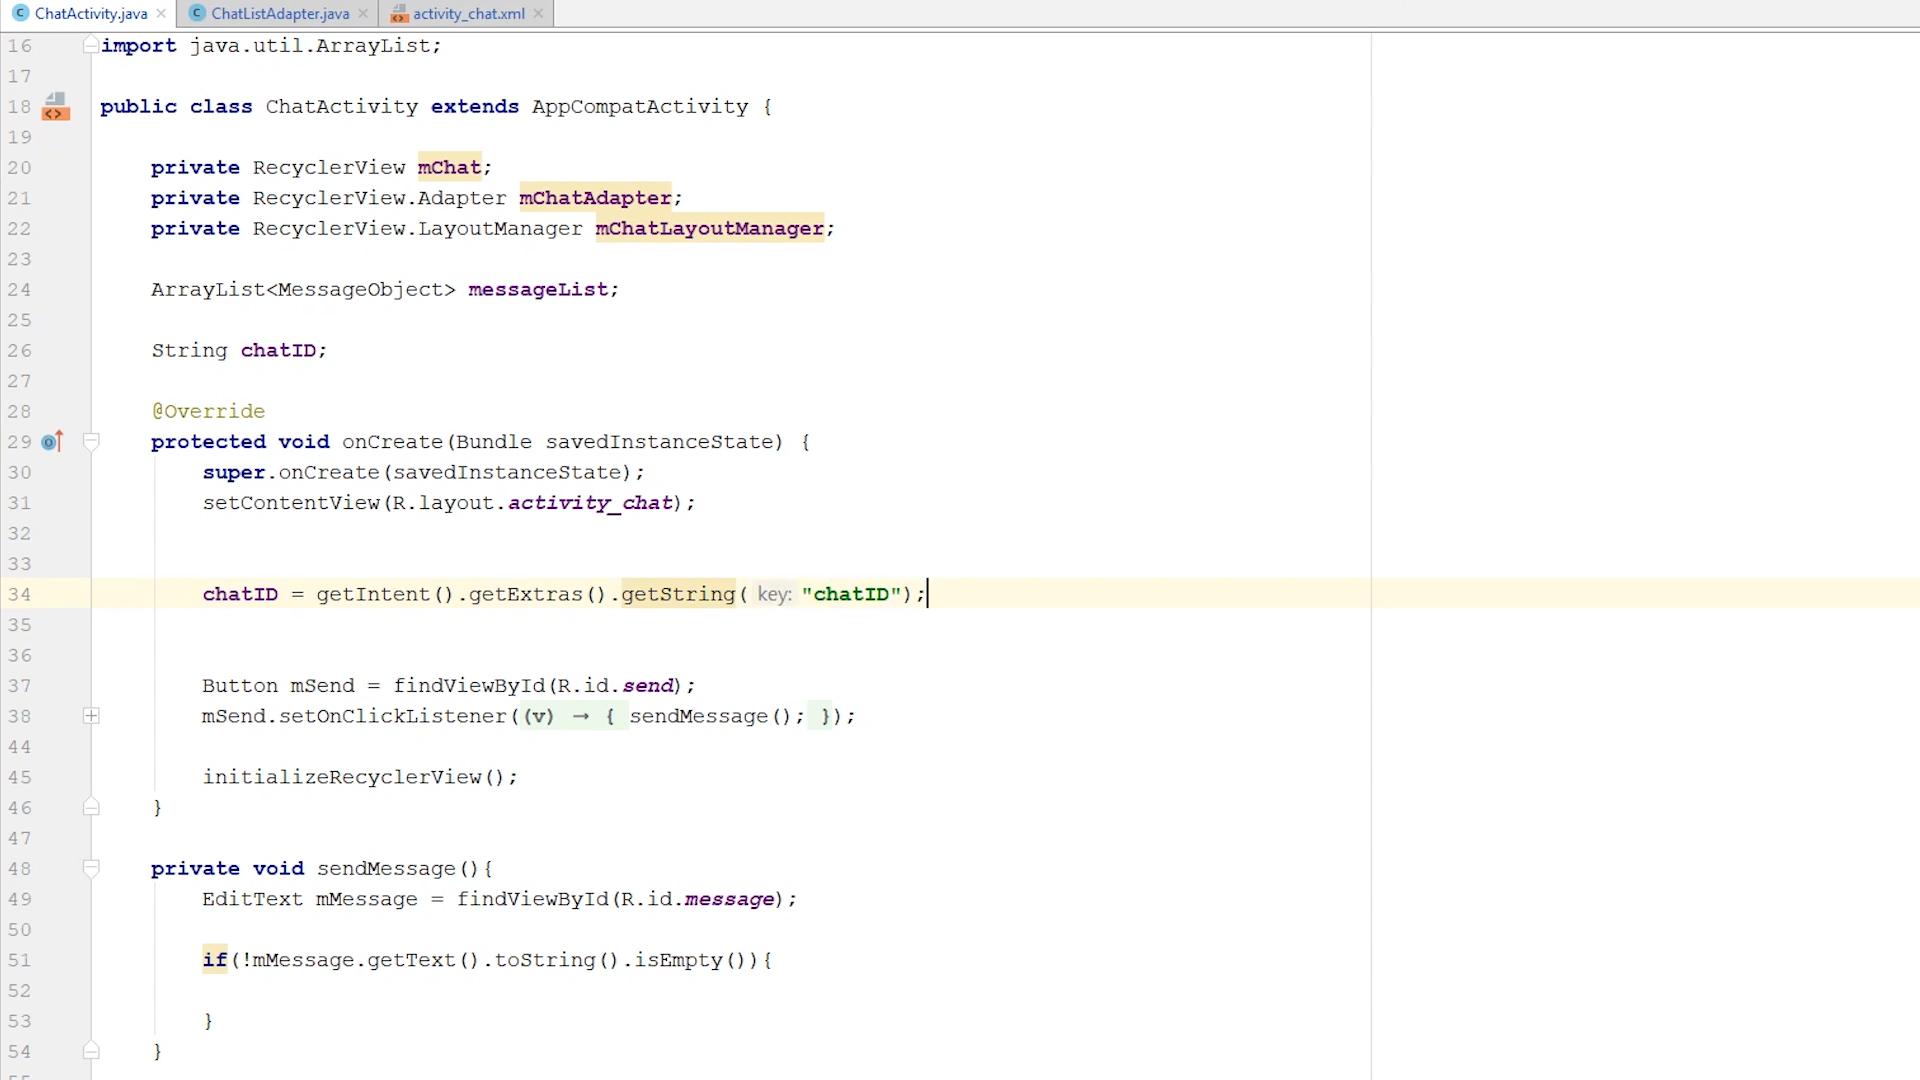 ChatActivity.java × ChatListAdapter.java × activity_chat.xml ×
16 import java.util.ArrayList;
17
18 public class ChatActivity extends AppCompatActivity {
19
20 private RecyclerView mChat;
21 private RecyclerView.Adapter mChatAdapter;
22 private RecyclerView.LayoutManager mChatLayoutManager;
23
24 ArrayList<MessageObject> messageList;
25
26 String chatID;
27
28 @Override
29 protected void onCreate(Bundle savedInstanceState) {
30 super.onCreate(savedInstanceState);
31 setContentView(R.layout.activity_chat);
32
33
34 chatID = getIntent().getExtras().getString( key: "chatID");
35
36
37 Button mSend = findViewById(R.id.send);
38 mSend.setOnClickListener((v) → { sendMessage(); });
44
45 initializeRecyclerView();
46 }
47
48 private void sendMessage(){
49 EditText mMessage = findViewById(R.id.message);
50
51 if(!mMessage.getText().toString().isEmpty()){
52
53 }
54 }